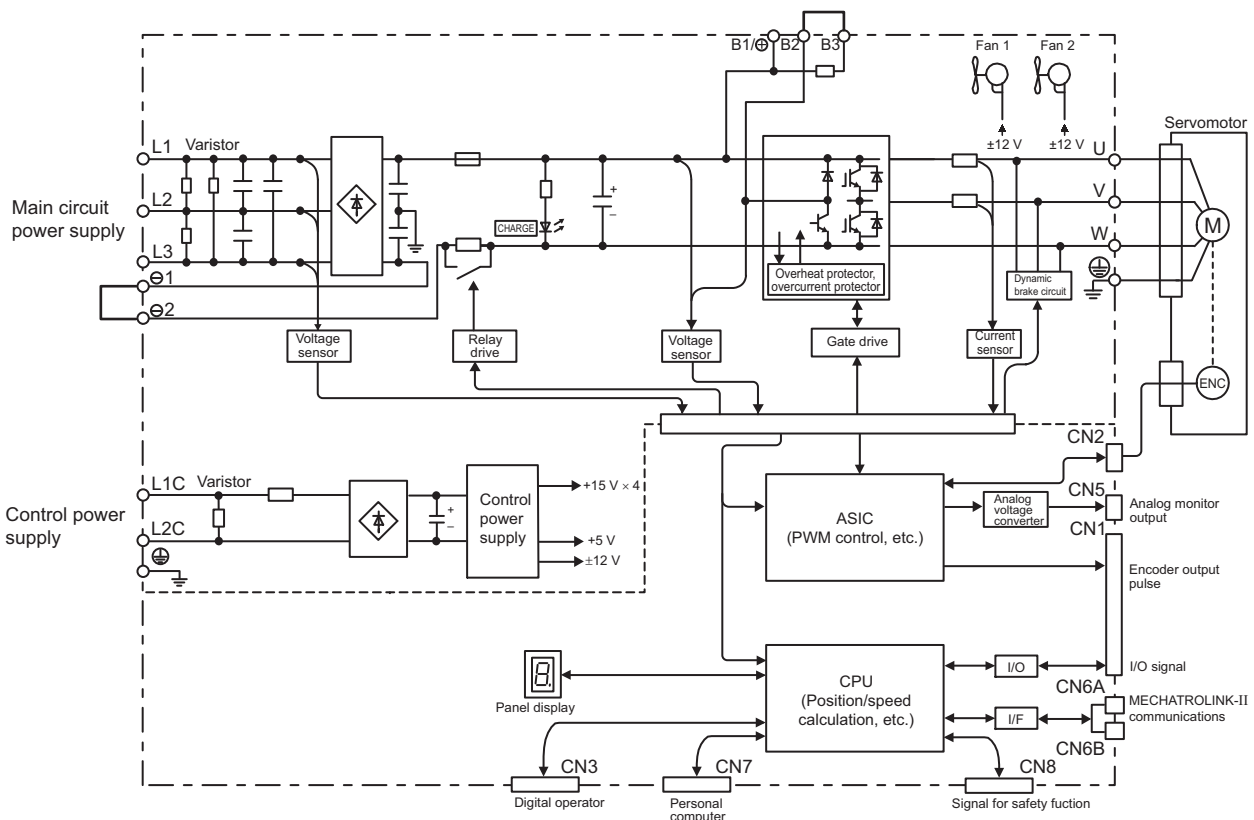 B1/⊕ B2 B3
Fan 1 Fan 2
±12 V ±12 V
Servomotor
L1 Varistor
L2
L3
⊖1
⊖2
Main circuit
power supply
CHARGE
+
–
+
–
Overheat protector,
overcurrent protector
U
V
W
M
ENC
Dynamic
brake circuit
Voltage
sensor
Relay
drive
Voltage
sensor
Gate drive
Current
sensor
Control power
supply
L1C Varistor
L2C
+
–
Control
power
supply
+15 V × 4
+5 V
±12 V
ASIC
(PWM control, etc.)
Analog
voltage
converter
CN2
CN5
Analog monitor
output
CN1
Encoder output
pulse
I/O signal
CPU
(Position/speed
calculation, etc.)
I/O
I/F
CN6A
MECHATROLINK-II
communications
CN6B
8.
Panel display
CN3
Digital operator
CN7
Personal
computer
CN8
Signal for safety fuction